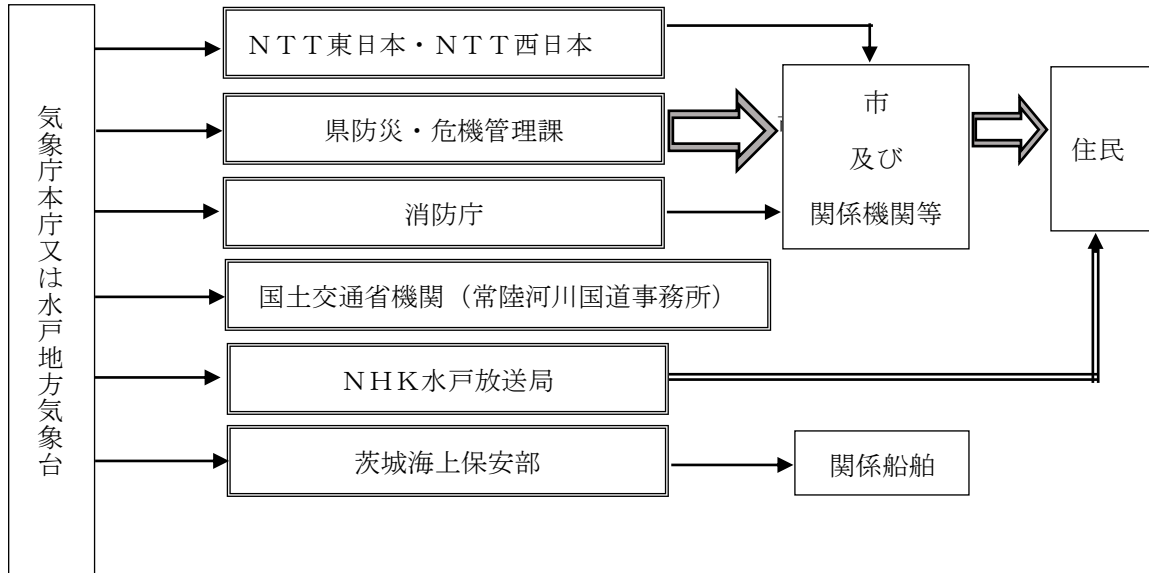 気象庁本庁又は水戸地方気象台
ＮＴＴ東日本・ＮＴＴ西日本
県防災・危機管理課
消防庁
国土交通省機関（常陸河川国道事務所）
ＮＨＫ水戸放送局
茨城海上保安部
市
及び
関係機関等
関係船舶
住民